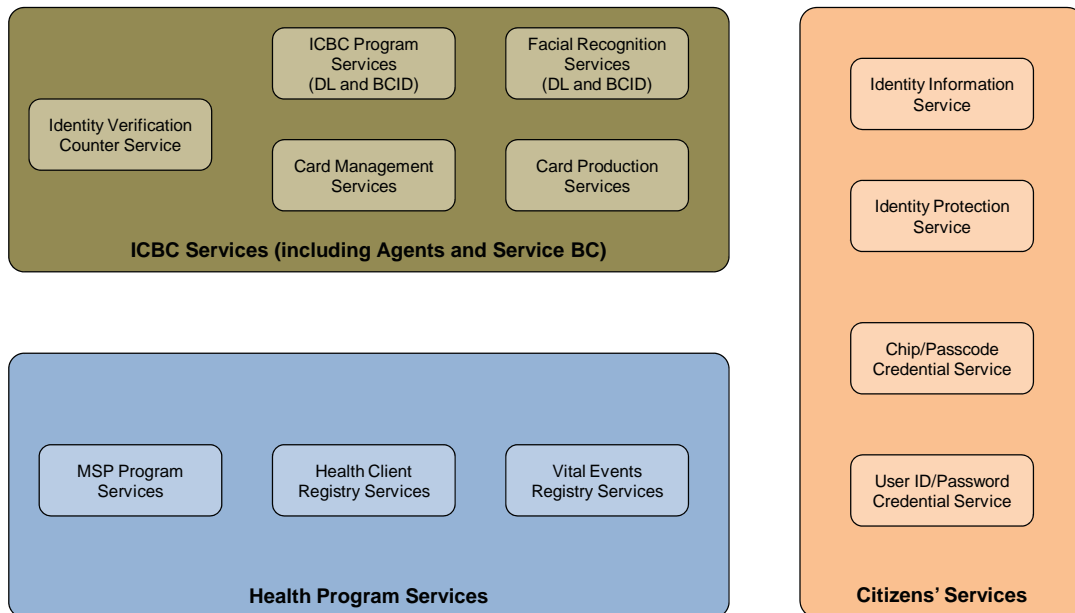 ICBC Program
Services
(DL and BCID)
Facial Recognition
Services
(DL and BCID)
Identity Verification
Counter Service
Card Management
Services
Card Production
Services
ICBC Services (including Agents and Service BC)
MSP Program
Services
Health Client
Registry Services
Vital Events
Registry Services
Health Program Services
Identity Information
Service
Identity Protection
Service
Chip/Passcode
Credential Service
User ID/Password
Credential Service
Citizens' Services